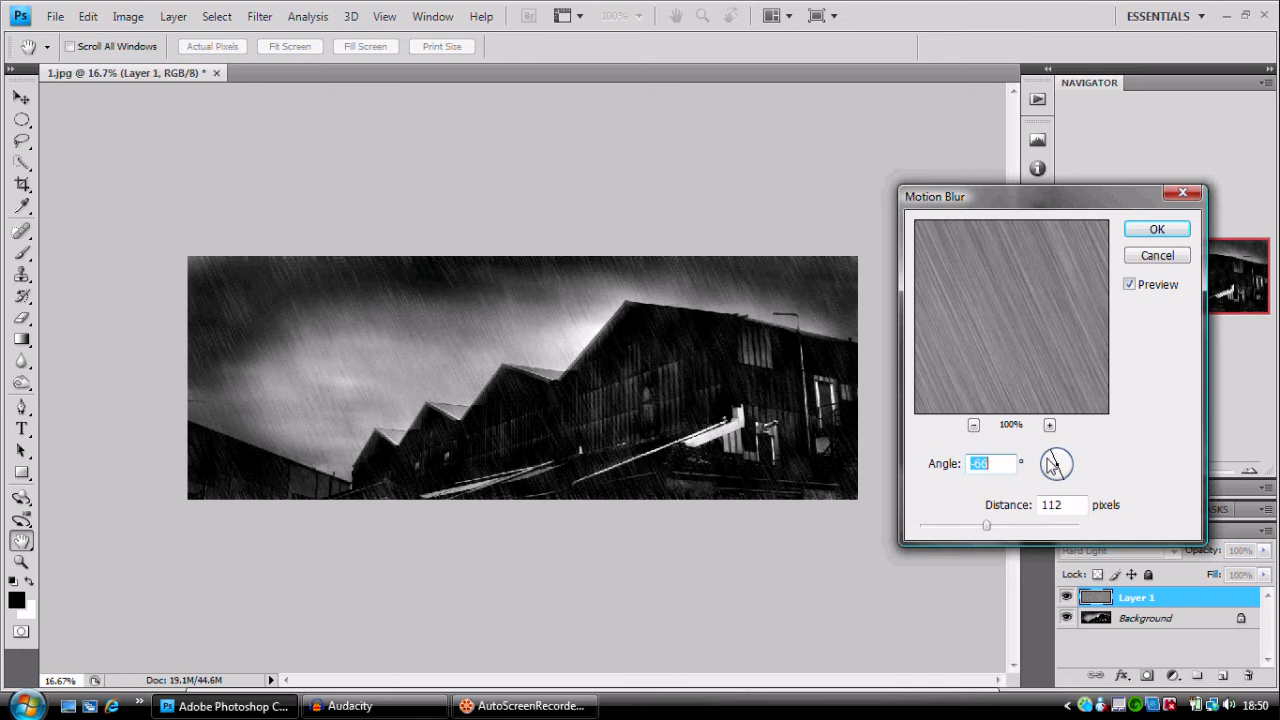 Ps File Edit Image Layer Select Filter Analysis 3D View Window Help Br 100% ESSENTIALS
Scroll All Windows Actual Pixels Fit Screen Fill Screen Print Size
1.jpg @ 16.7% (Layer 1, RGB/8) *
NAVIGATOR
Motion Blur
OK
Cancel
Preview
100%
Angle: -66 °
Distance: 112 pixels
Hard Light Opacity: 100%
Lock: Fill: 100%
Layer 1
Background
16.67% Doc: 19.1M/44.6M
Adobe Photoshop C... Audacity AutoScreenRecorde... 18:50